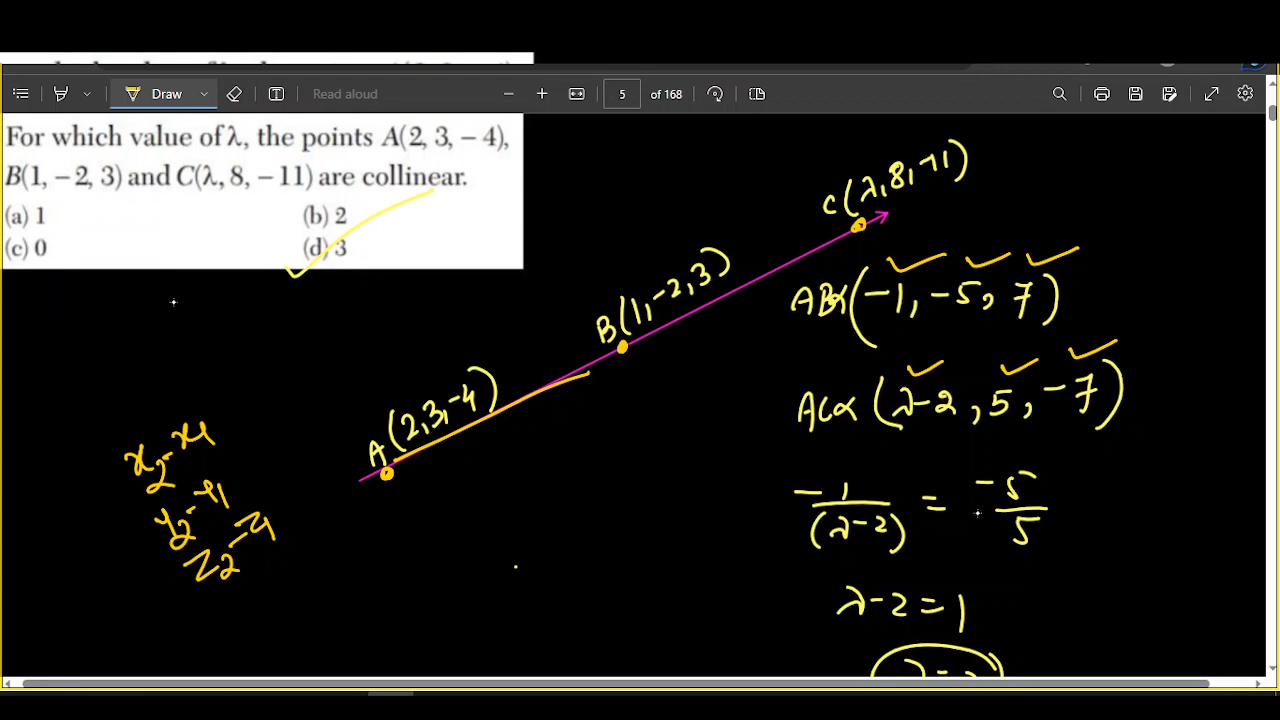 Draw
Read aloud
5 of 168
For which value of λ, the points A(2, 3, − 4),
B(1, − 2, 3) and C(λ, 8, − 11) are collinear.
(a) 1 (b) 2
(c) 0 (d) 3
C(λ, 8, -11)
B(1, -2, 3)
A(2, 3, -4)
AB∝(-1, -5, 7)
AC∝(λ-2, 5, -7)
-1/(λ-2) = -5/5
λ-2 = 1
x2-x1
y2-y1
z2-z1